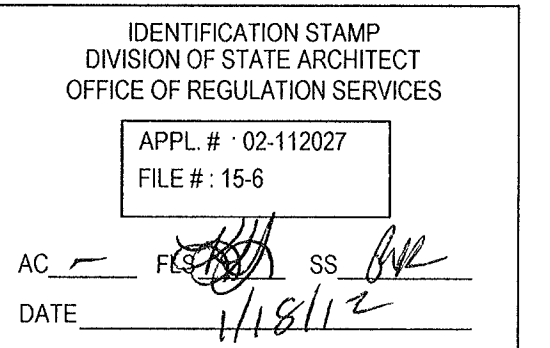 IDENTIFICATION STAMP
DIVISION OF STATE ARCHITECT
OFFICE OF REGULATION SERVICES
APPL. # : 02-112027
FILE # : 15-6
AC - FLS SS
DATE 1/18/12